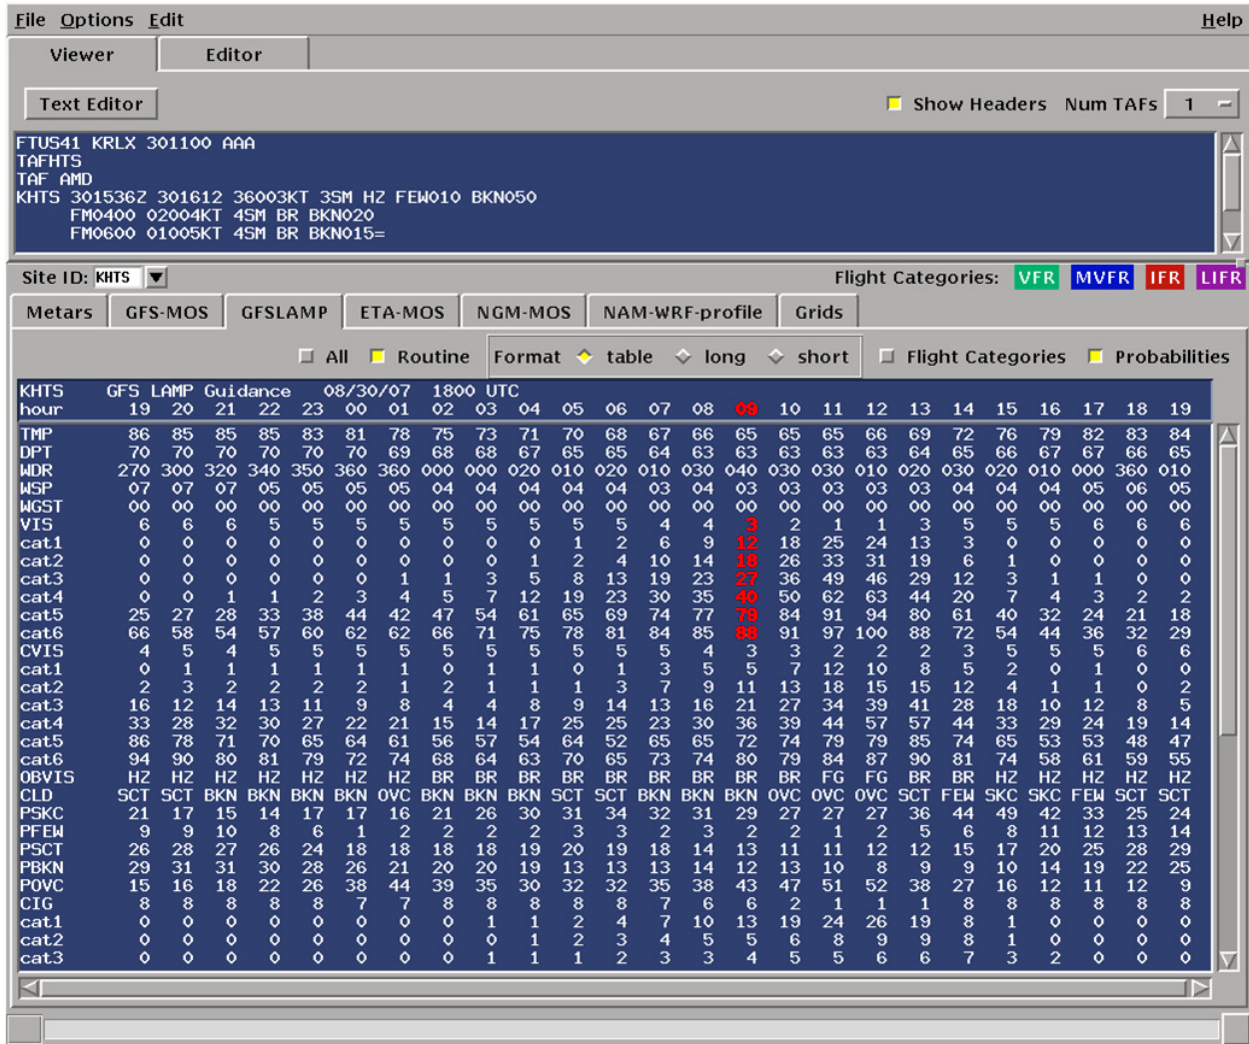 File Options Edit Help
Viewer Editor
Text Editor Show Headers Num TAFs 1
FTUS41 KRLX 301100 AAA
TAFHTS
TAF AMD
KHTS 301536Z 301612 36003KT 3SM HZ FEW010 BKN050
FM0400 02004KT 4SM BR BKN020
FM0600 01005KT 4SM BR BKN015=
Site ID: KHTS Flight Categories: VFR MVFR IFR LIFR
Metars GFS-MOS GFSLAMP ETA-MOS NGM-MOS NAM-WRF-profile Grids
All Routine Format table long short Flight Categories Probabilities
KHTS GFS LAMP Guidance 08/30/07 1800 UTC
hour 19 20 21 22 23 00 01 02 03 04 05 06 07 08 09 10 11 12 13 14 15 16 17 18 19
TMP 86 85 85 85 83 81 78 75 73 71 70 68 67 66 65 65 65 66 69 72 76 79 82 83 84
DPT 70 70 70 70 70 70 69 68 68 67 65 65 64 63 63 63 63 63 64 65 66 67 67 66 65
WDR 270 300 320 340 350 360 360 000 000 020 010 020 010 030 040 030 030 010 020 030 020 010 000 360 010
WSP 07 07 07 05 05 05 05 04 04 04 04 04 03 04 03 03 03 03 03 04 04 04 05 06 05
WGST 00 00 00 00 00 00 00 00 00 00 00 00 00 00 00 00 00 00 00 00 00 00 00 00 00
VIS 6 6 6 5 5 5 5 5 5 5 5 5 4 4 3 2 1 1 3 5 5 5 6 6 6
cat1 0 0 0 0 0 0 0 0 0 0 1 2 6 9 12 18 25 24 13 3 0 0 0 0 0
cat2 0 0 0 0 0 0 0 0 0 1 2 4 10 14 18 26 33 31 19 6 1 0 0 0 0
cat3 0 0 0 0 0 0 1 1 3 5 8 13 19 23 27 36 49 46 29 12 3 1 1 0 0
cat4 0 0 1 1 2 3 4 5 7 12 19 23 30 35 40 50 62 63 44 20 7 4 3 2 2
cat5 25 27 28 33 38 44 42 47 54 61 65 69 74 77 79 84 91 94 80 61 40 32 24 21 18
cat6 66 58 54 57 60 62 62 66 71 75 78 81 84 85 88 91 97 100 88 72 54 44 36 32 29
CVIS 4 5 4 5 5 5 5 5 5 5 5 5 5 4 3 3 2 2 2 3 5 5 5 6 6
cat1 0 1 1 1 1 1 1 0 1 1 0 1 3 5 5 7 12 10 8 5 2 0 1 0 0
cat2 2 3 2 2 2 2 1 2 1 1 1 3 7 9 11 13 18 15 15 12 4 1 1 0 2
cat3 16 12 14 13 11 9 8 4 4 8 9 14 13 16 21 27 34 39 41 28 18 10 12 8 5
cat4 33 28 32 30 27 22 21 15 14 17 25 25 23 30 36 39 44 57 57 44 33 29 24 19 14
cat5 86 78 71 70 65 64 61 56 57 54 64 52 65 65 72 74 79 79 85 74 65 53 53 48 47
cat6 94 90 80 81 79 72 74 68 64 63 70 65 73 74 80 79 84 87 90 81 74 58 61 59 55
OBVIS HZ HZ HZ HZ HZ HZ HZ BR BR BR BR BR BR BR BR BR FG FG BR BR HZ HZ HZ HZ HZ
CLD SCT SCT BKN BKN BKN BKN OVC BKN BKN BKN SCT SCT BKN BKN BKN OVC OVC OVC SCT FEW SKC SKC FEW SCT SCT
PSKC 21 17 15 14 17 17 16 21 26 30 31 34 32 31 29 27 27 27 36 44 49 42 33 25 24
PFEW 9 9 10 8 6 1 2 2 2 2 3 3 2 3 2 2 1 2 5 6 8 11 12 13 14
PSCT 26 28 27 26 24 18 18 18 18 19 20 19 18 14 13 11 11 12 12 15 17 20 25 28 29
PBKN 29 31 31 30 28 26 21 20 20 19 13 13 13 14 12 13 10 8 9 9 10 14 19 22 25
POVC 15 16 18 22 26 38 44 39 35 30 32 32 35 38 43 47 51 52 38 27 16 12 11 12 9
CIG 8 8 8 8 8 7 7 8 8 8 8 8 7 6 6 2 1 1 1 8 8 8 8 8 8
cat1 0 0 0 0 0 0 0 0 1 1 2 4 7 10 13 19 24 26 19 8 1 0 0 0 0
cat2 0 0 0 0 0 0 0 0 0 1 2 3 4 5 5 6 8 9 9 8 1 0 0 0 0
cat3 0 0 0 0 0 0 0 0 1 1 1 2 3 3 4 5 5 6 6 7 3 2 0 0 0